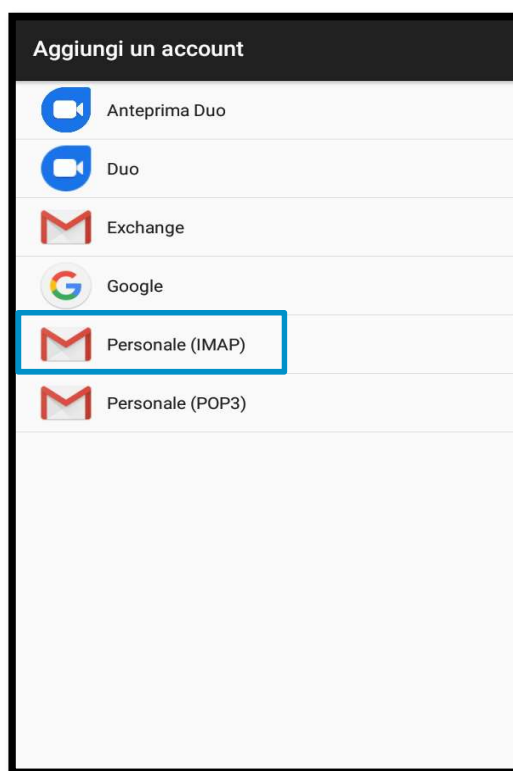 Aggiungi un account
Anteprima Duo
Duo
Exchange
Google
Personale (IMAP)
Personale (POP3)